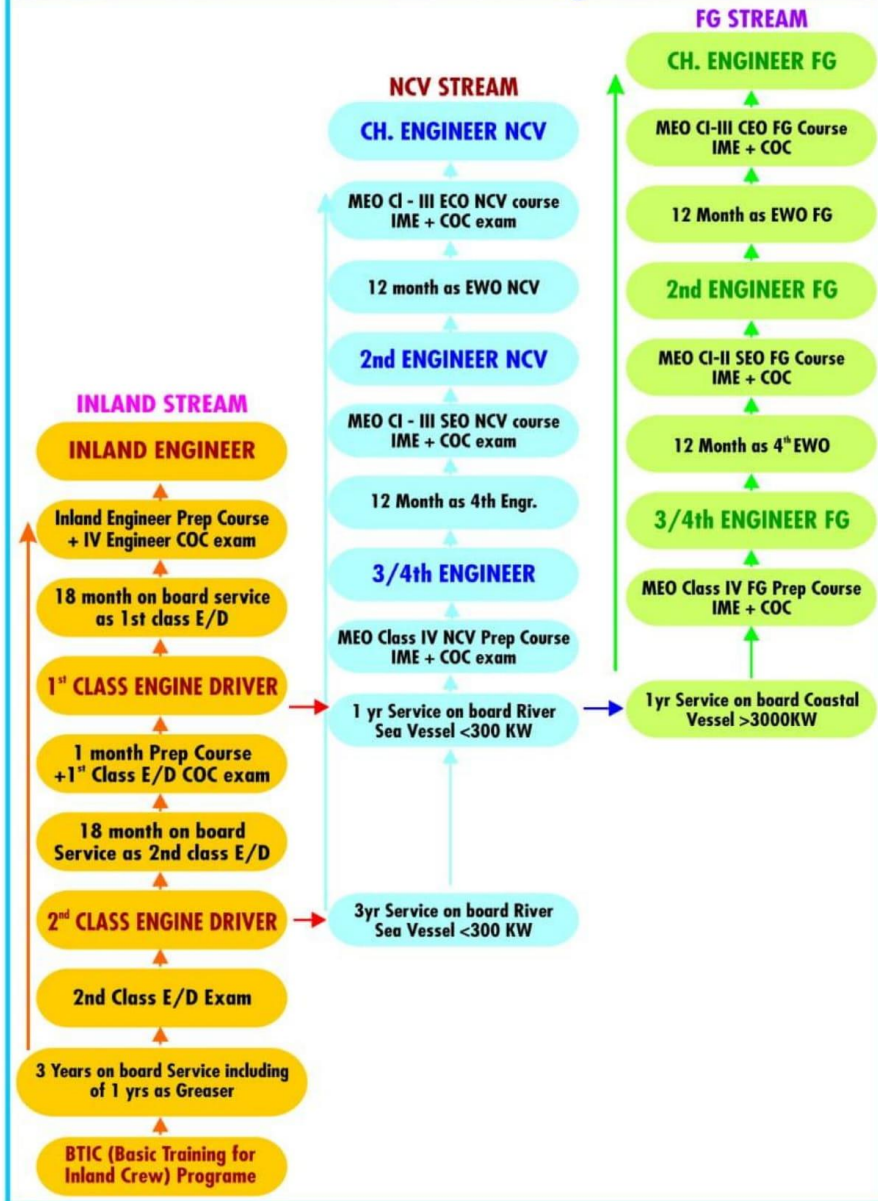 FG STREAM
CH. ENGINEER FG
MEO CI-III CEO FG Course
IME + COC
12 Month as EWO FG
2nd ENGINEER FG
MEO CI-II SEO FG Course
IME + COC
12 Month as 4th EWO
3/4th ENGINEER FG
MEO Class IV FG Prep Course
IME + COC
1yr Service on board Coastal
Vessel >3000KW
NCV STREAM
CH. ENGINEER NCV
MEO Cl - III ECO NCV course
IME + COC exam
12 month as EWO NCV
2nd ENGINEER NCV
MEO CI - III SEO NCV course
IME + COC exam
12 Month as 4th Engr.
3/4th ENGINEER
MEO Class IV NCV Prep Course
IME + COC exam
1 yr Service on board River
Sea Vessel <300 KW
3yr Service on board River
Sea Vessel <300 KW
INLAND STREAM
INLAND ENGINEER
Inland Engineer Prep Course
+ IV Engineer COC exam
18 month on board service
as 1st class E/D
1st CLASS ENGINE DRIVER
1 month Prep Course
+1st Class E/D COC exam
18 month on board
Service as 2nd class E/D
2nd CLASS ENGINE DRIVER
2nd Class E/D Exam
3 Years on board Service including
of 1 yrs as Greaser
BTIC (Basic Training for
Inland Crew) Programe